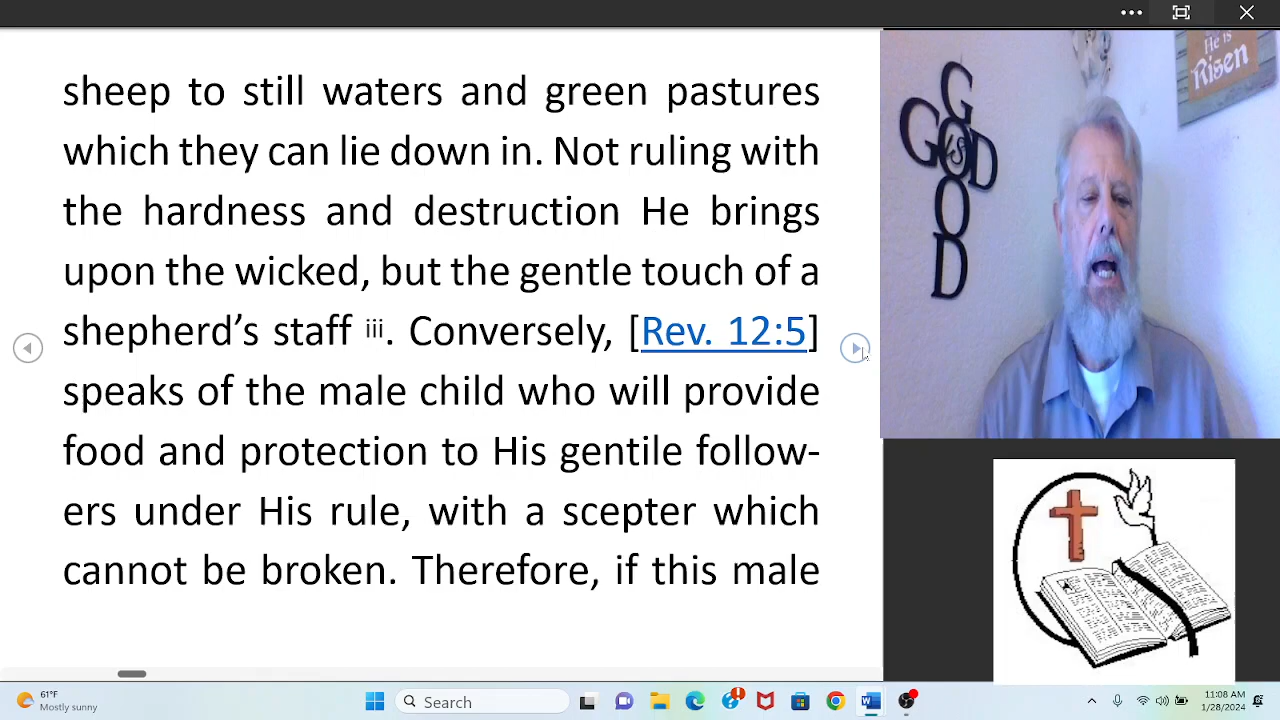 sheep to still waters and green pastures
which they can lie down in. Not ruling with
the hardness and destruction He brings
upon the wicked, but the gentle touch of a
shepherd’s staff iii. Conversely, [Rev. 12:5]
speaks of the male child who will provide
food and protection to His gentile follow-
ers under His rule, with a scepter which
cannot be broken. Therefore, if this male
He is
Risen
GOD
GOOD
IS
61°F
Mostly sunny
Search
11:08 AM
1/28/2024